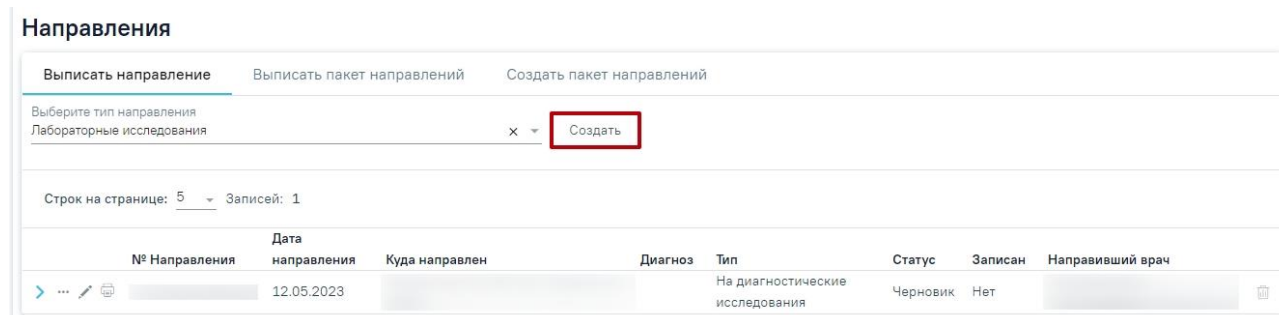 Направления
Выписать направление Выписать пакет направлений Создать пакет направлений
Выберите тип направления
Лабораторные исследования
Создать
Строк на странице: 5 Записей: 1
№ Направления Дата направления Куда направлен Диагноз Тип Статус Записан Направивший врач
12.05.2023 На диагностические исследования Черновик Нет